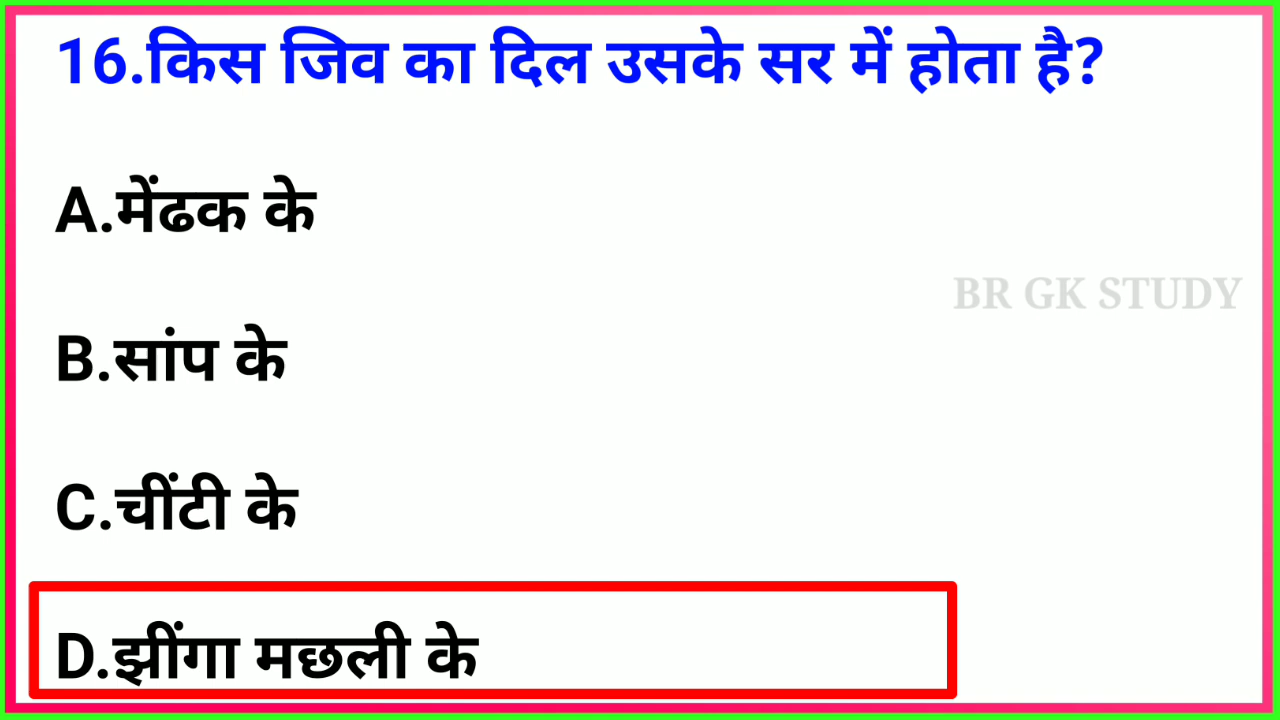 16.किस जिव का दिल उसके सर में होता है?
A.मेंढक के
BR GK STUDY
B.सांप के
C.चींटी के
D.झींगा मछली के